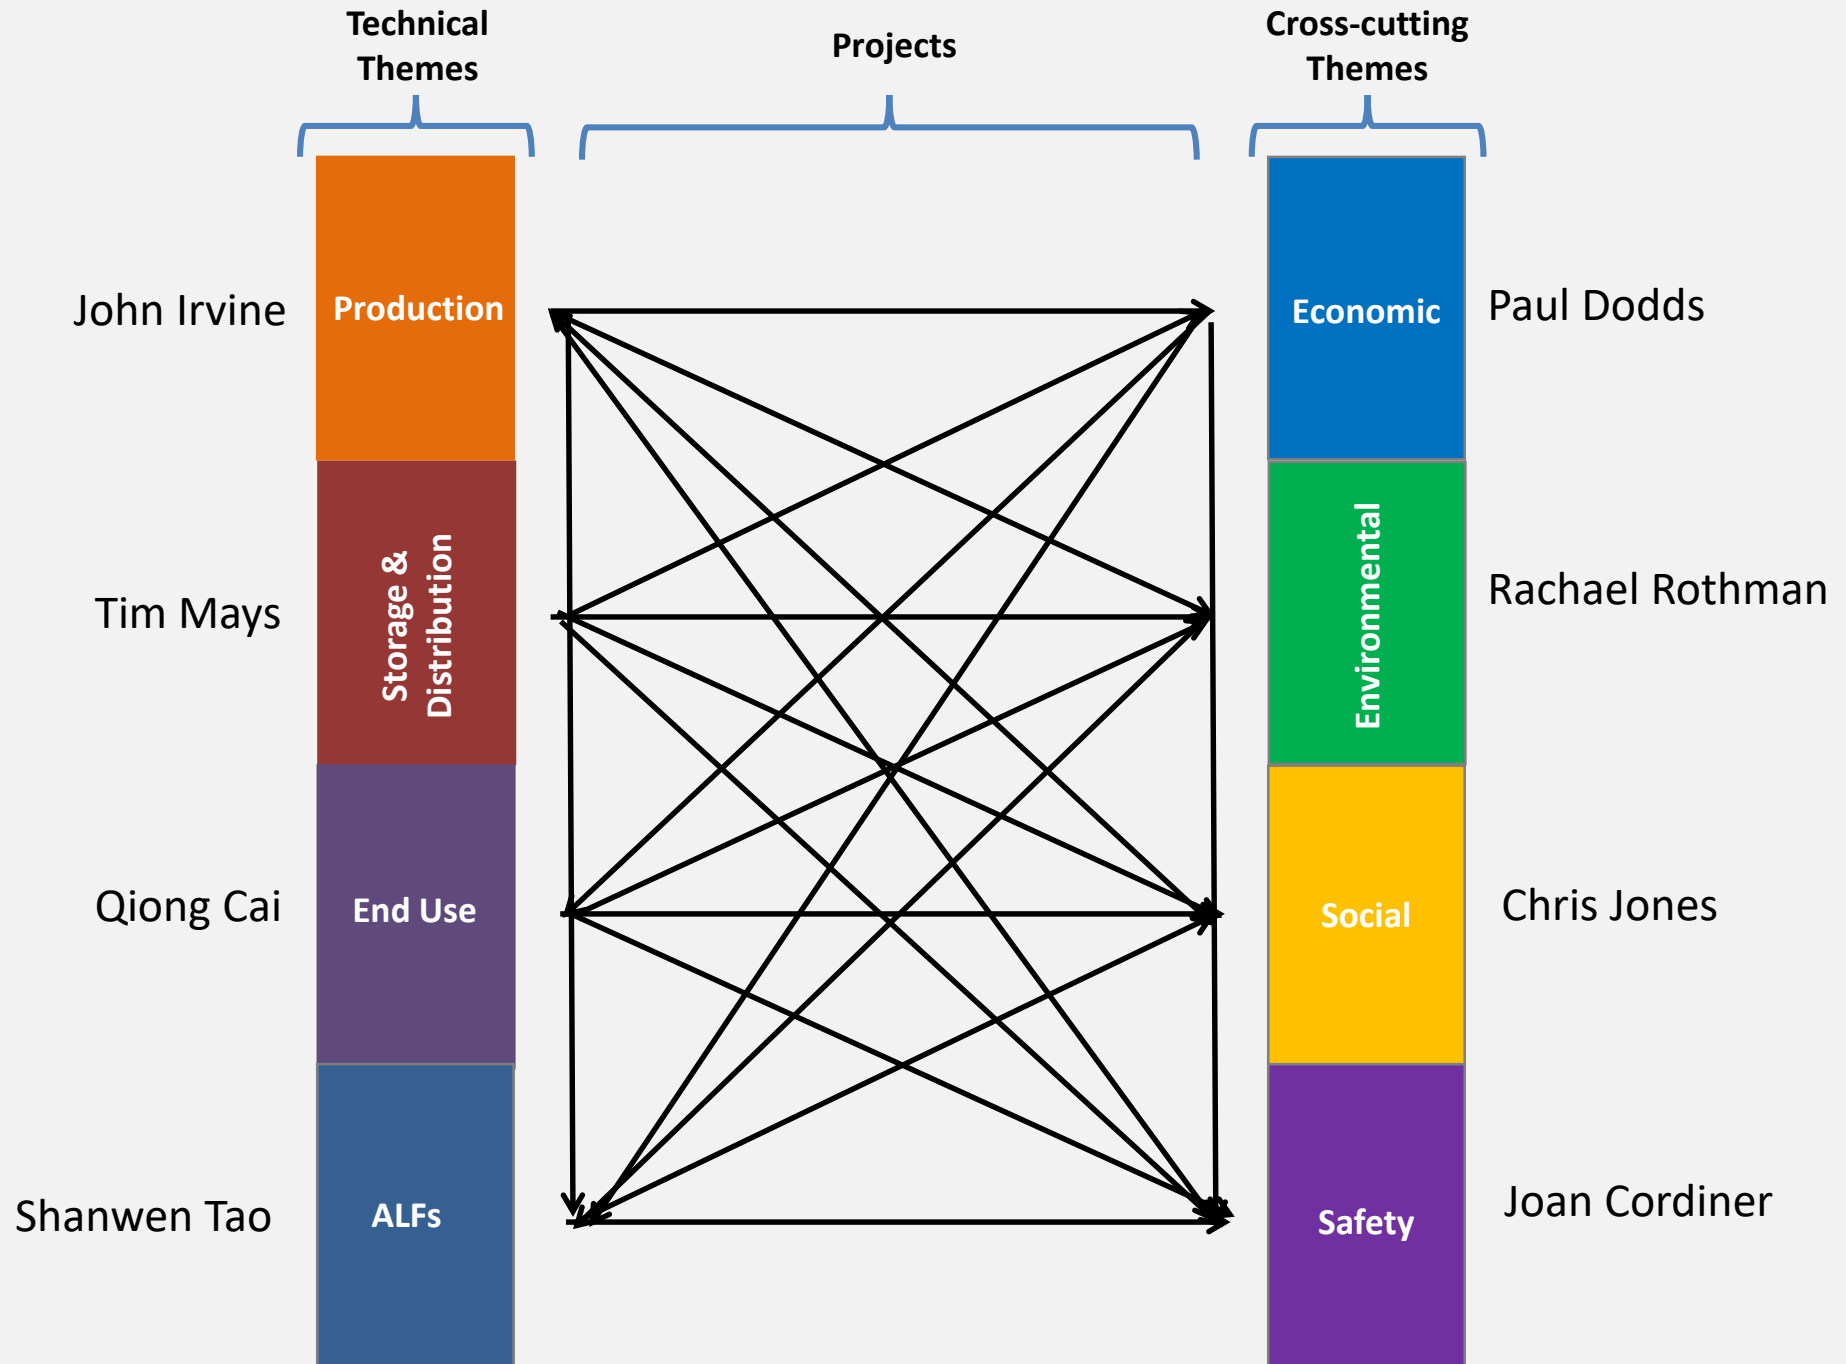 Technical
Themes
Projects
Cross-cutting
Themes
John Irvine
Production
Economic
Paul Dodds
Tim Mays
Storage &
Distribution
Environmental
Rachael Rothman
Qiong Cai
End Use
Social
Chris Jones
Shanwen Tao
ALFs
Safety
Joan Cordiner